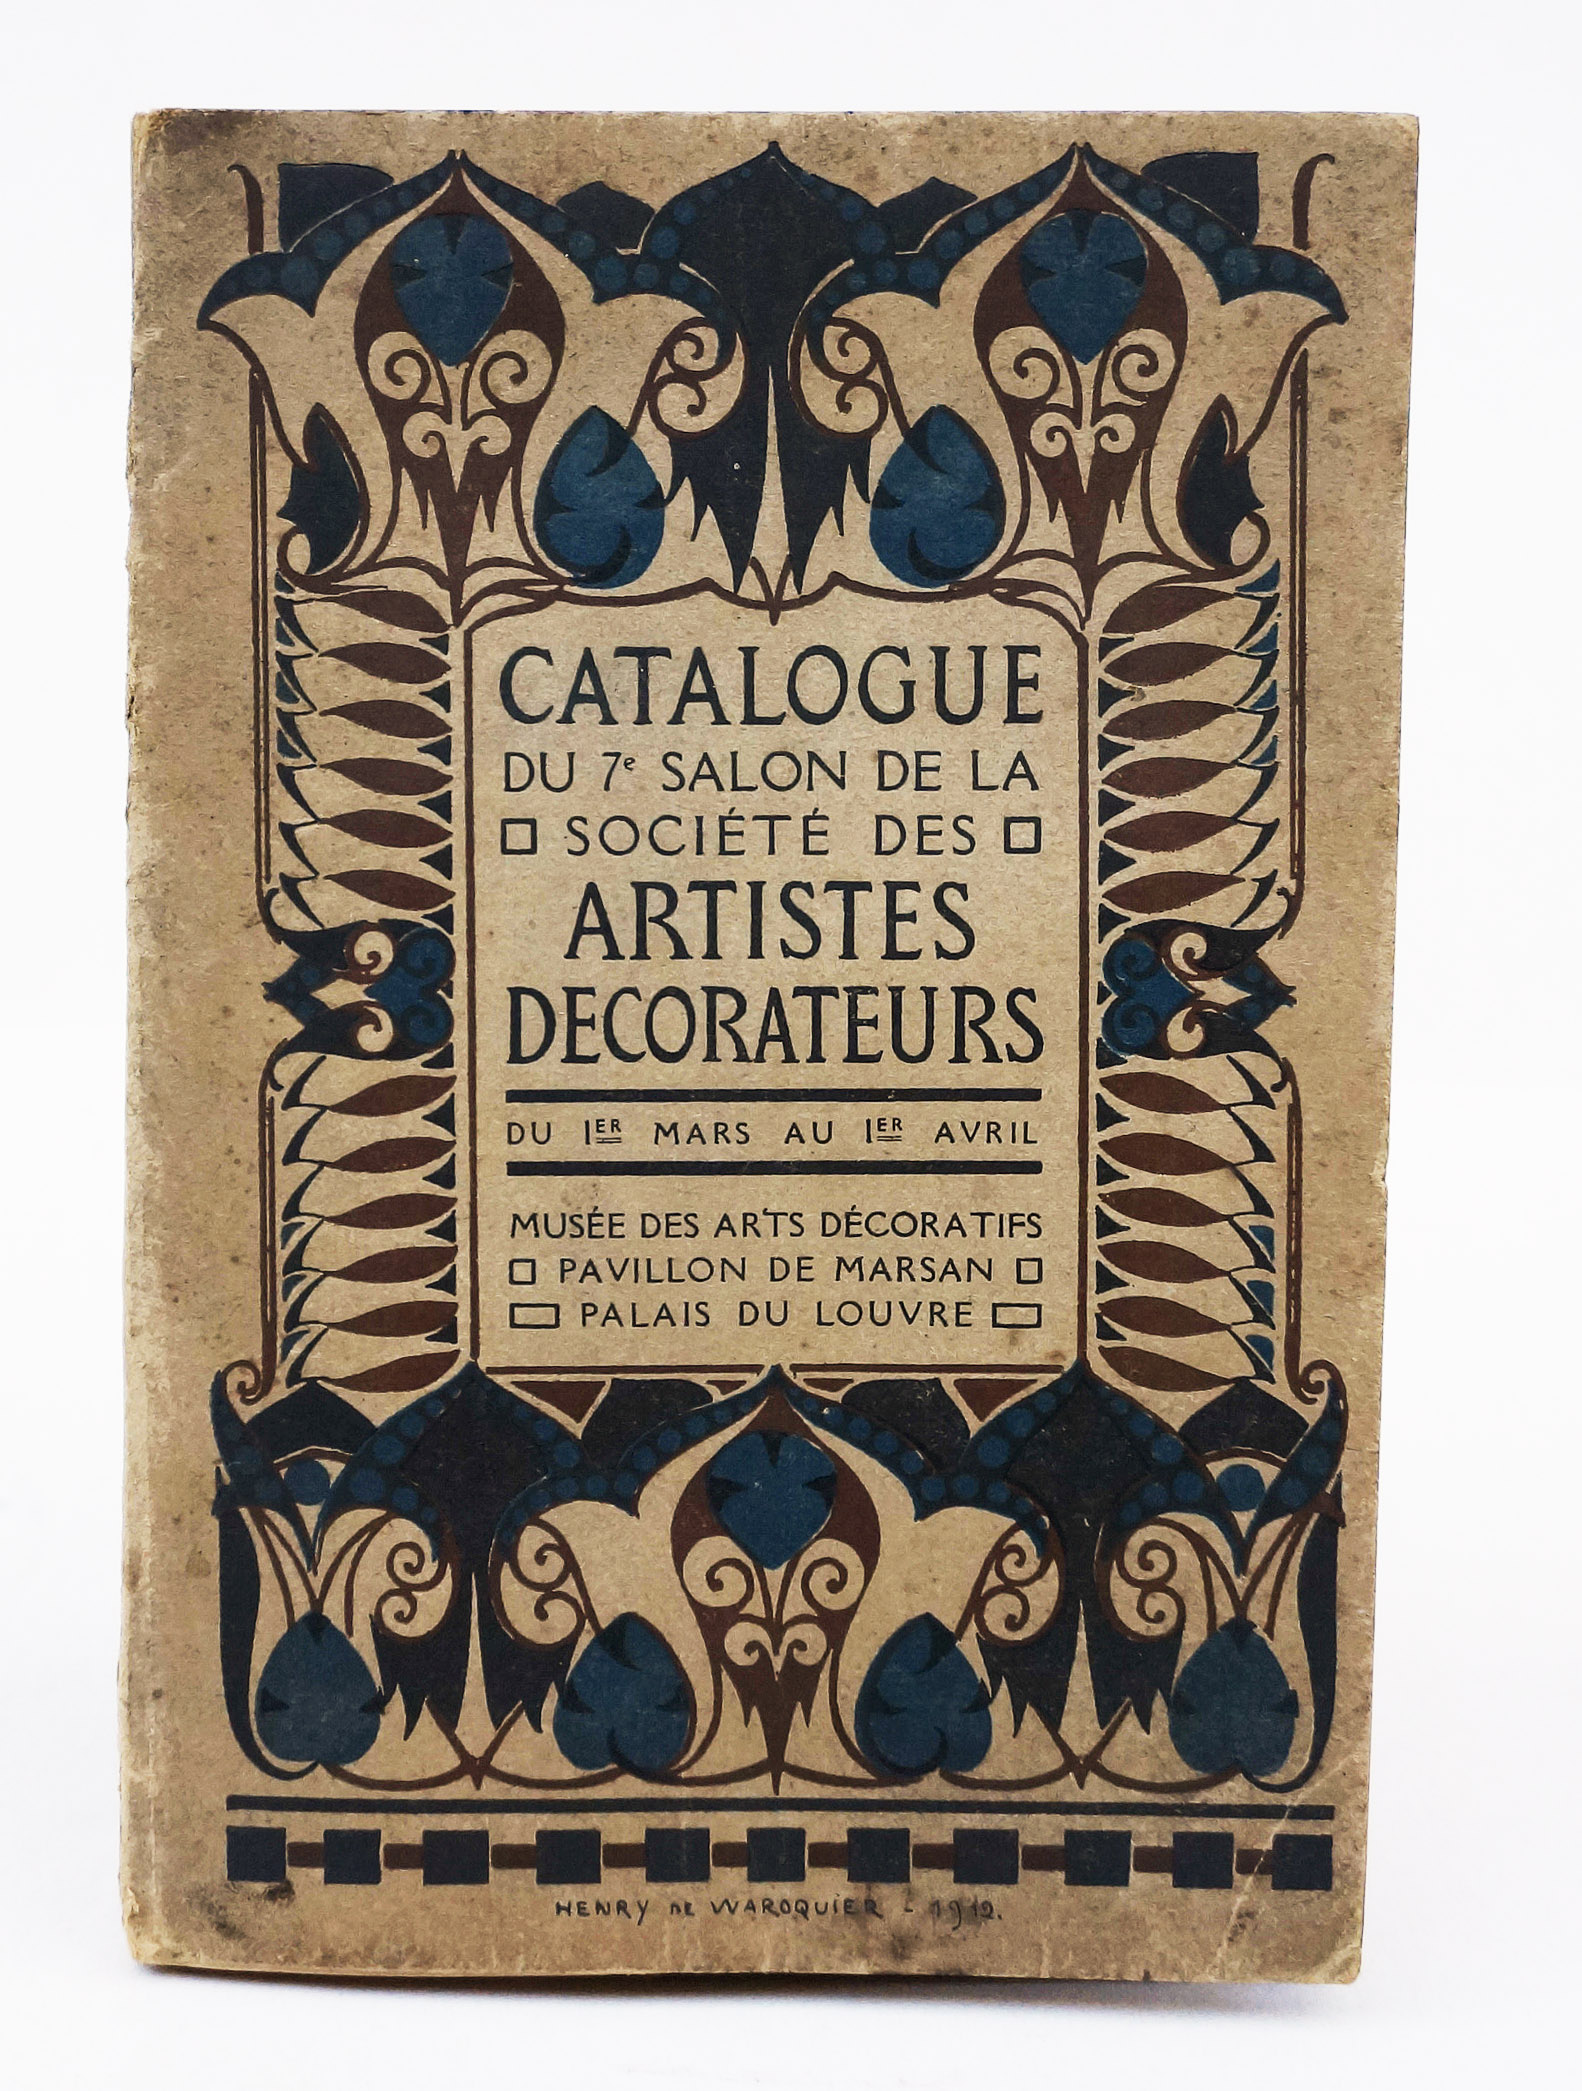 CATALOGUE
DU 7e SALON DE LA
SOCIÉTÉ DES
ARTISTES
DECORATEURS
DU 1ER MARS AU 1ER AVRIL
MUSÉE DES ARTS DÉCORATIFS
PAVILLON DE MARSAN
PALAIS DU LOUVRE
HENRY DE WAROQUIER - 1912.